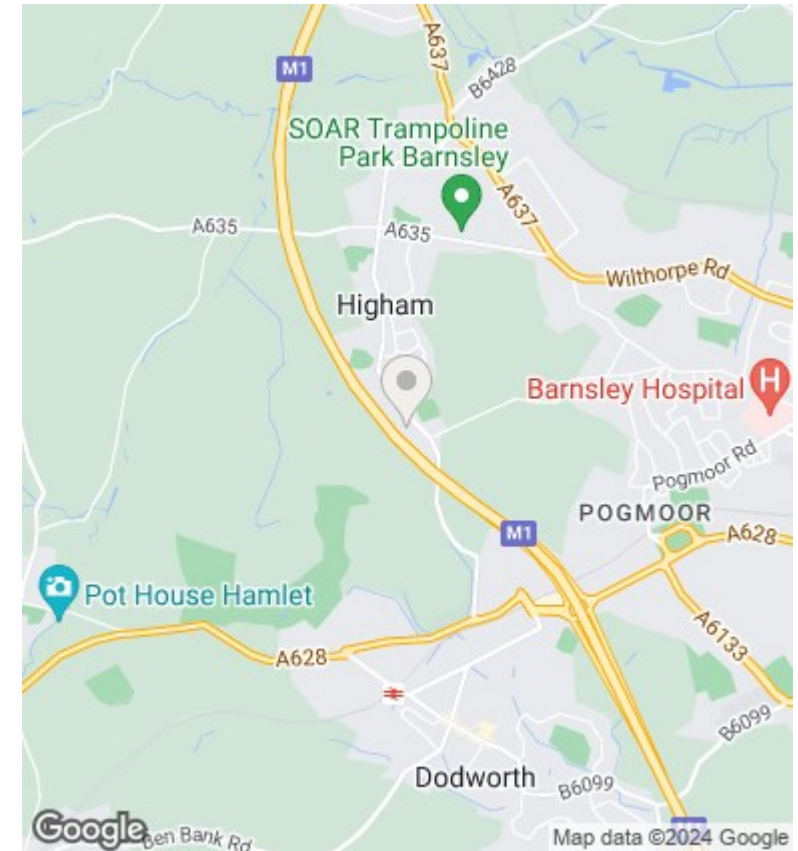 A637
M1
B6428
SOAR Trampoline
Park Barnsley
A637
A635
A635
Wilthorpe Rd
Higham
Barnsley Hospital
H
Pogmoor Rd
POGMOOR
M1
A628
Pot House Hamlet
A628
A6133
B6099
Dodworth
B6099
Google
Ben Bank Rd
Map data ©2024 Google